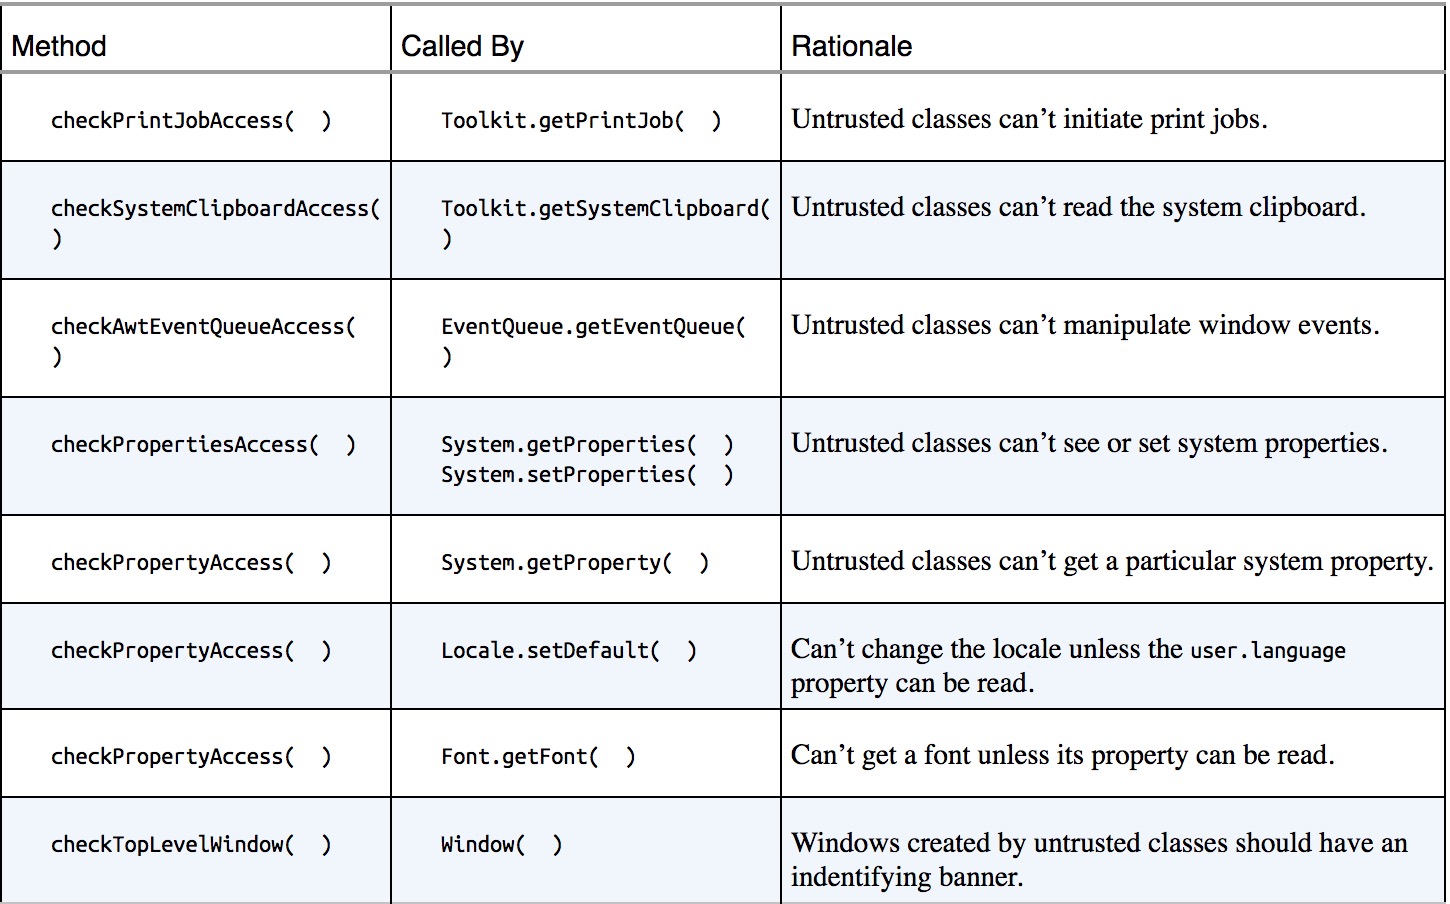 Method Called By Rationale
checkPrintJobAccess(  ) Toolkit.getPrintJob(  ) Untrusted classes can’t initiate print jobs.
checkSystemClipboardAccess( Toolkit.getSystemClipboard( Untrusted classes can’t read the system clipboard.
) )
checkAwtEventQueueAccess( EventQueue.getEventQueue( Untrusted classes can’t manipulate window events.
) )
checkPropertiesAccess(  ) System.getProperties(  ) Untrusted classes can’t see or set system properties.
System.setProperties(  )
checkPropertyAccess(  ) System.getProperty(  ) Untrusted classes can’t get a particular system property.
checkPropertyAccess(  ) Locale.setDefault(  ) Can’t change the locale unless the user.language
property can be read.
checkPropertyAccess(  ) Font.getFont(  ) Can’t get a font unless its property can be read.
checkTopLevelWindow(  ) Window(  ) Windows created by untrusted classes should have an
indentifying banner.